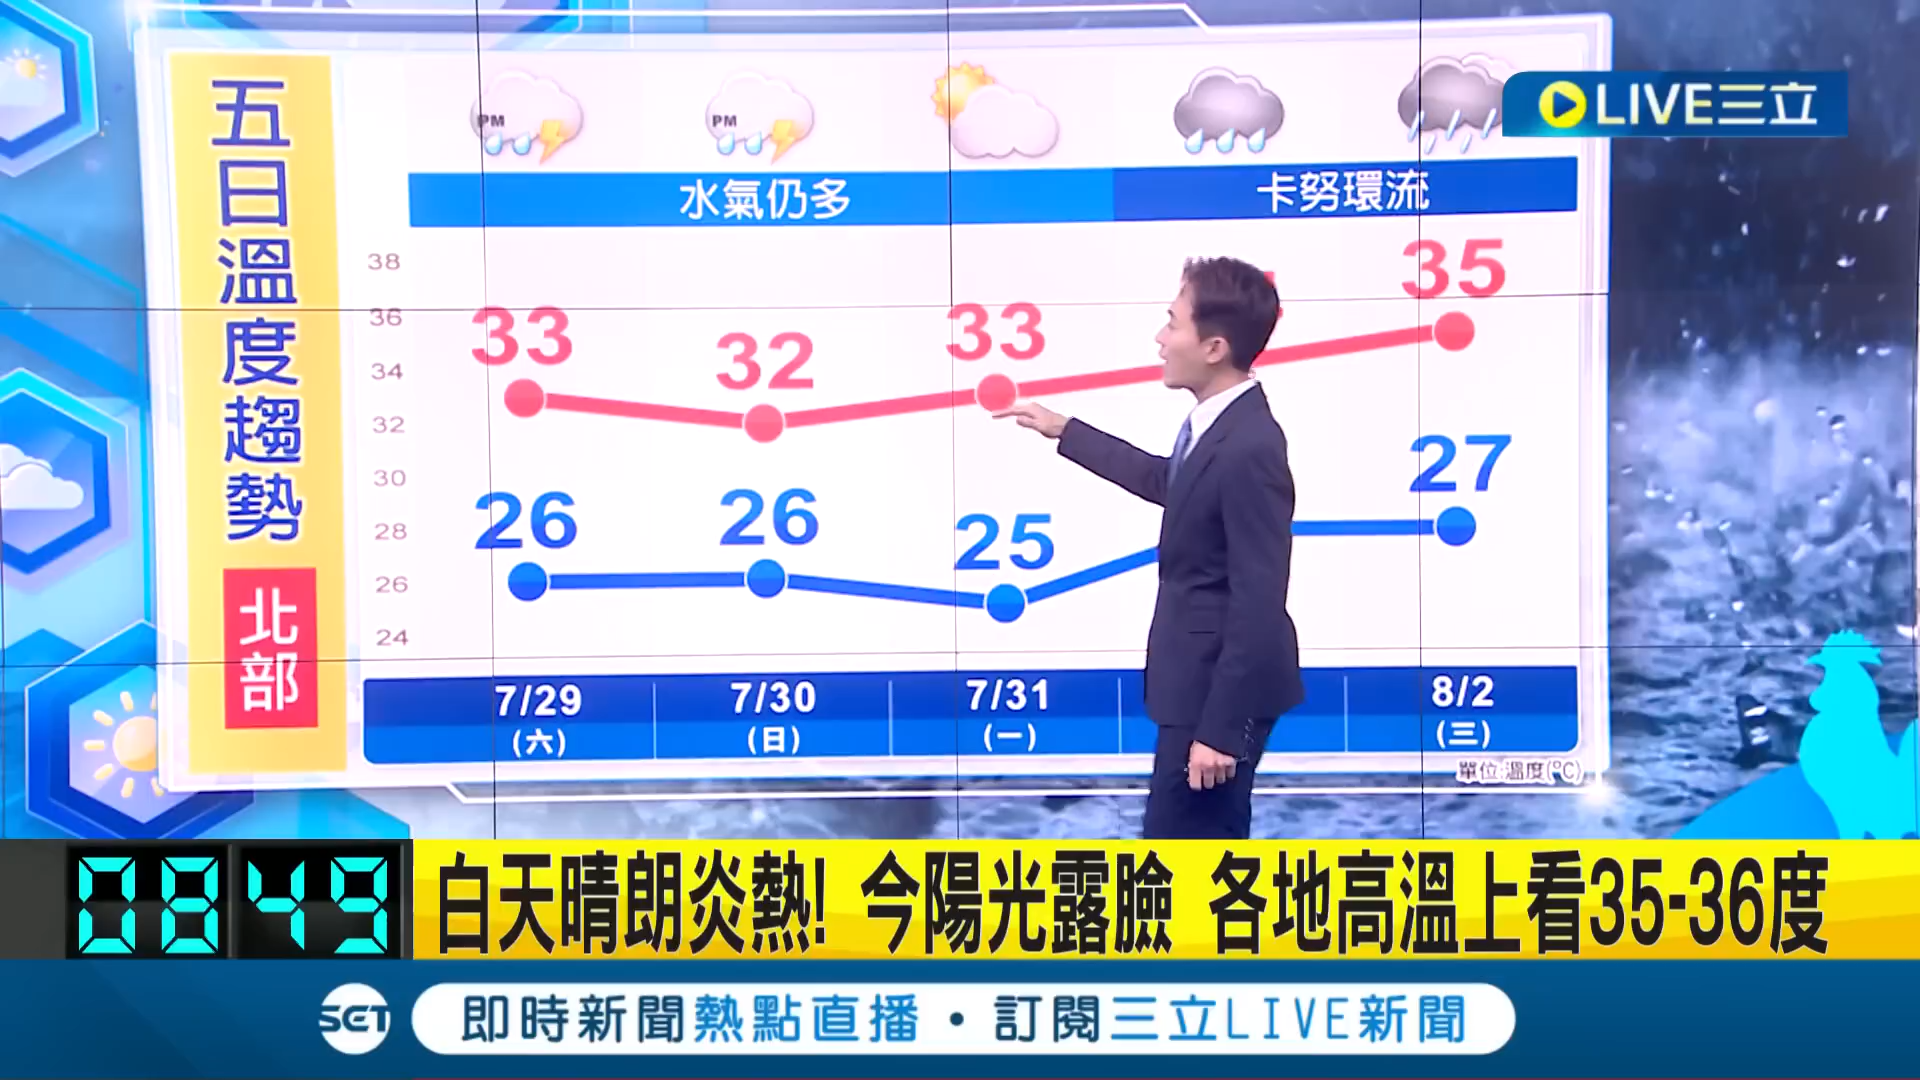 五日溫度趨勢
北部
PM
PM
LIVE三立
水氣仍多
卡努環流
38
36
34
32
30
28
26
24
33
32
33
35
26
26
25
27
7/29
(六)
7/30
(日)
7/31
(一)
8/2
(三)
單位:溫度(°C)
0849
白天晴朗炎熱! 今陽光露臉 各地高溫上看35-36度
SET
即時新聞熱點直播・訂閱三立LIVE新聞